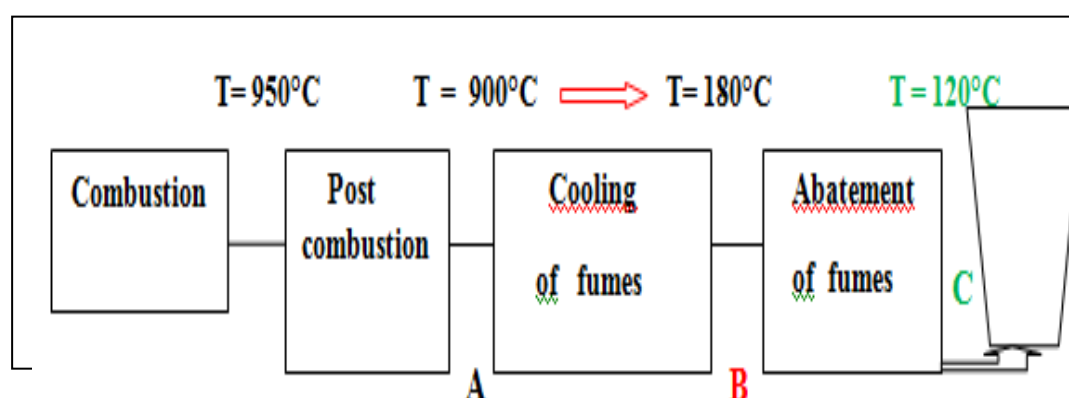 T= 950°C T = 900°C T= 180°C T = 120°C
Combustion
Post
combustion
Cooling
of fumes
Abatement
of fumes
A
B
C